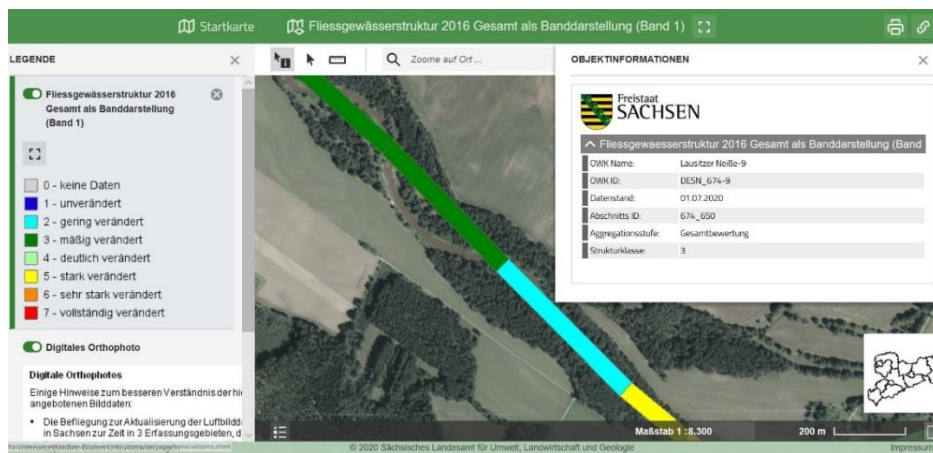 Startkarte
Fliessgewässerstruktur 2016 Gesamt als Banddarstellung (Band 1)
LEGENDE
Fliessgewässerstruktur 2016
Gesamt als Banddarstellung
(Band 1)
0 - keine Daten
1 - unverändert
2 - gering verändert
3 - mäßig verändert
4 - deutlich verändert
5 - stark verändert
6 - sehr stark verändert
7 - vollständig verändert
Digitales Orthophoto
Digitale Orthophotos
Einige Hinweise zum besseren Verständnis der hi
angebotenen Bilddaten:
• Die Befliegung zur Aktualisierung der Luftbildd
in Sachsen zur Zeit in 3 Erfassungsgebieten, d
Zoome auf Ort ...
OBJEKTINFORMATIONEN
Freistaat
SACHSEN
Fliessgewaesserstruktur 2016 Gesamt als Banddarstellung (Band
OWK Name: Lausitzer Neiße-9
OWK ID: DESN_674-9
Datenstand: 01.07.2020
Abschnitts ID: 674_650
Aggregationsstufe: Gesamtbewertung
Strukturklasse: 3
Maßstab 1 :8.300
200 m
© 2020 Sächsisches Landesamt für Umwelt, Landwirtschaft und Geologie
Impressum